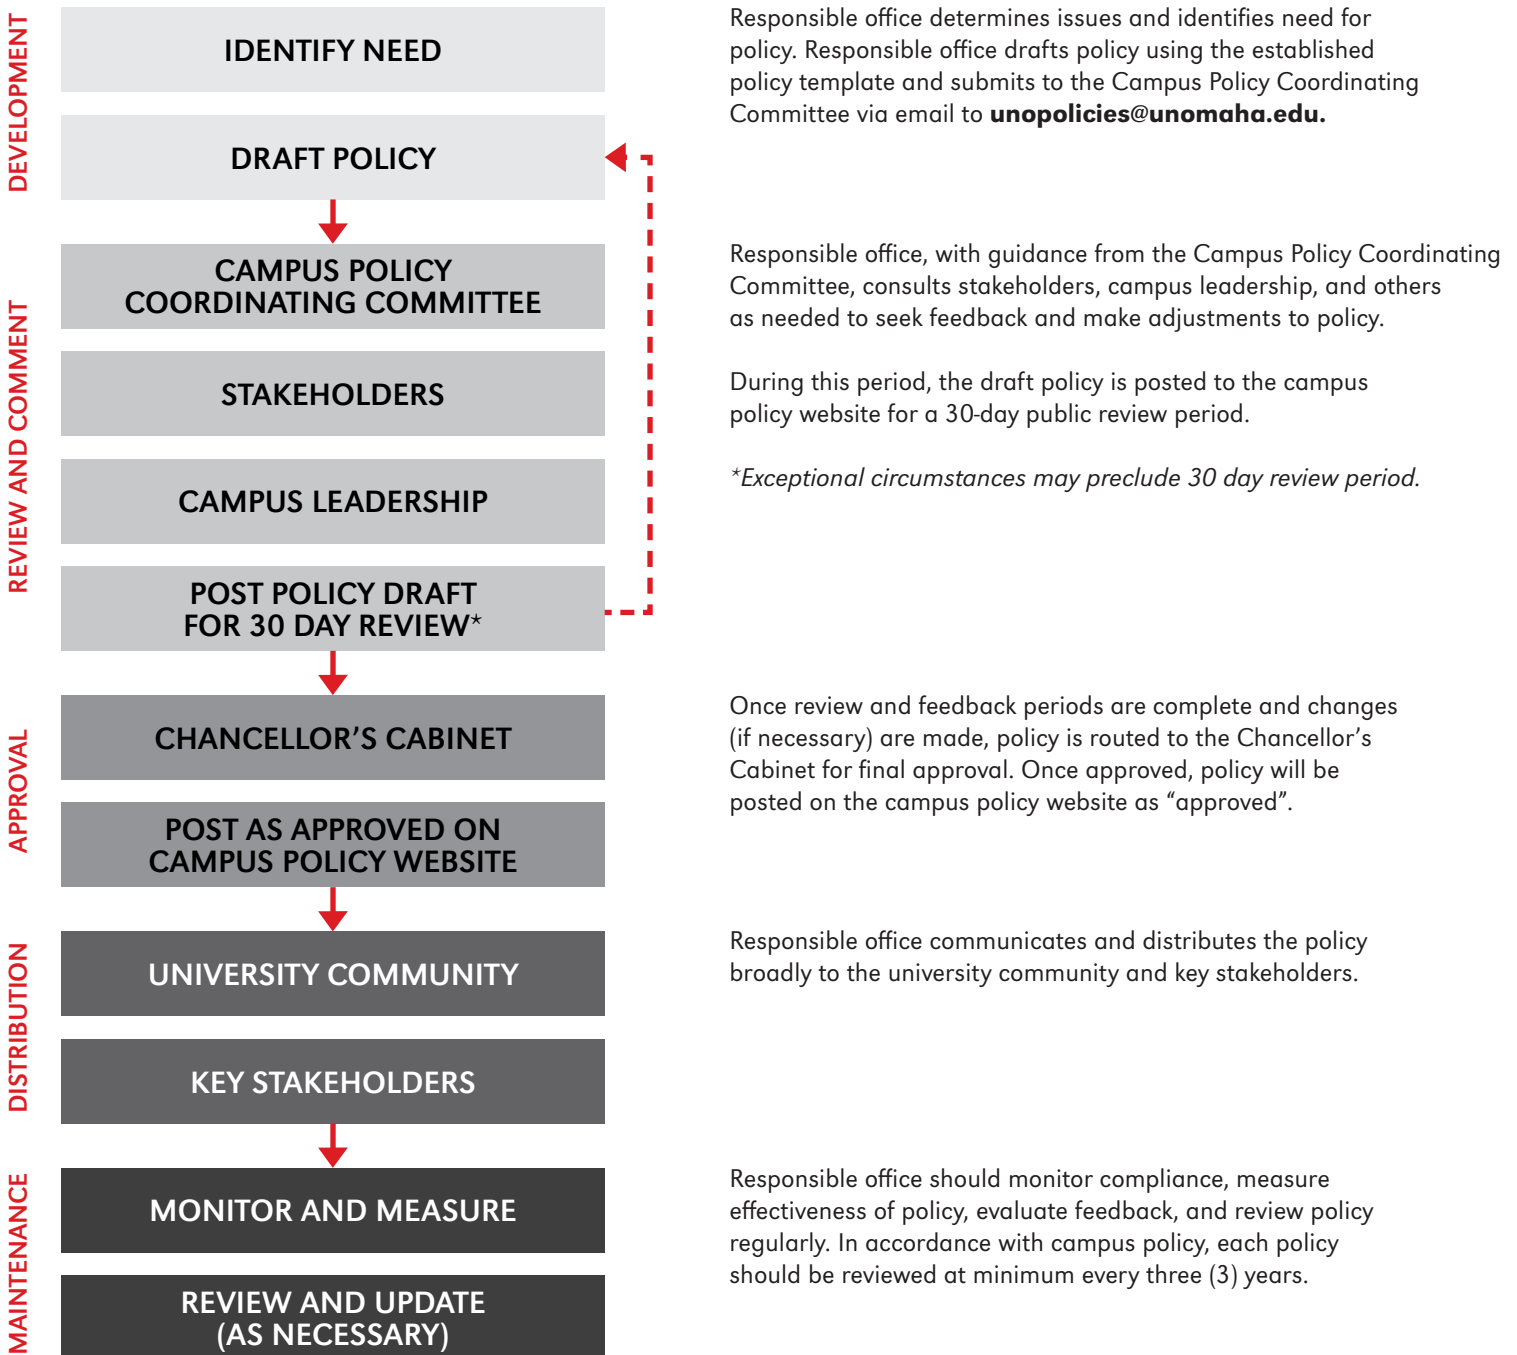 DEVELOPMENT
IDENTIFY NEED
DRAFT POLICY
Responsible office determines issues and identifies need for
policy. Responsible office drafts policy using the established
policy template and submits to the Campus Policy Coordinating
Committee via email to unopolicies@unomaha.edu.
REVIEW AND COMMENT
CAMPUS POLICY
COORDINATING COMMITTEE
STAKEHOLDERS
CAMPUS LEADERSHIP
POST POLICY DRAFT
FOR 30 DAY REVIEW*
Responsible office, with guidance from the Campus Policy Coordinating
Committee, consults stakeholders, campus leadership, and others
as needed to seek feedback and make adjustments to policy.
During this period, the draft policy is posted to the campus
policy website for a 30-day public review period.
*Exceptional circumstances may preclude 30 day review period.
APPROVAL
CHANCELLOR'S CABINET
POST AS APPROVED ON
CAMPUS POLICY WEBSITE
Once review and feedback periods are complete and changes
(if necessary) are made, policy is routed to the Chancellor's
Cabinet for final approval. Once approved, policy will be
posted on the campus policy website as “approved”.
DISTRIBUTION
UNIVERSITY COMMUNITY
KEY STAKEHOLDERS
Responsible office communicates and distributes the policy
broadly to the university community and key stakeholders.
MAINTENANCE
MONITOR AND MEASURE
REVIEW AND UPDATE
(AS NECESSARY)
Responsible office should monitor compliance, measure
effectiveness of policy, evaluate feedback, and review policy
regularly. In accordance with campus policy, each policy
should be reviewed at minimum every three (3) years.